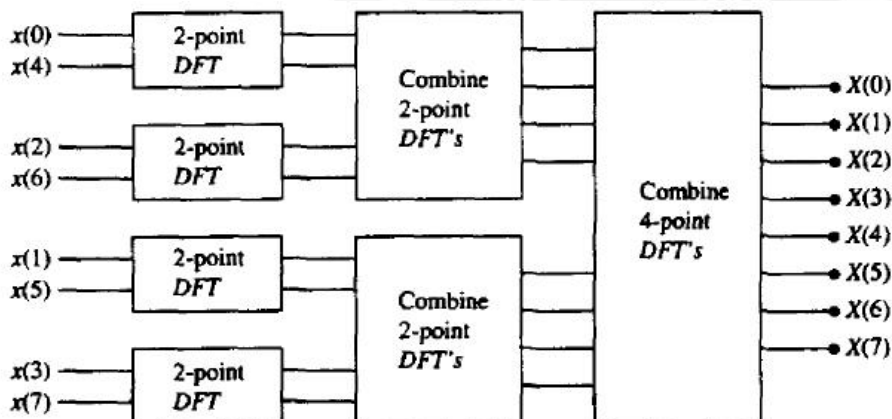 x(0)
x(4)
2-point
DFT
x(2)
x(6)
2-point
DFT
x(1)
x(5)
2-point
DFT
x(3)
x(7)
2-point
DFT
Combine
2-point
DFT's
Combine
2-point
DFT's
Combine
4-point
DFT's
X(0)
X(1)
X(2)
X(3)
X(4)
X(5)
X(6)
X(7)